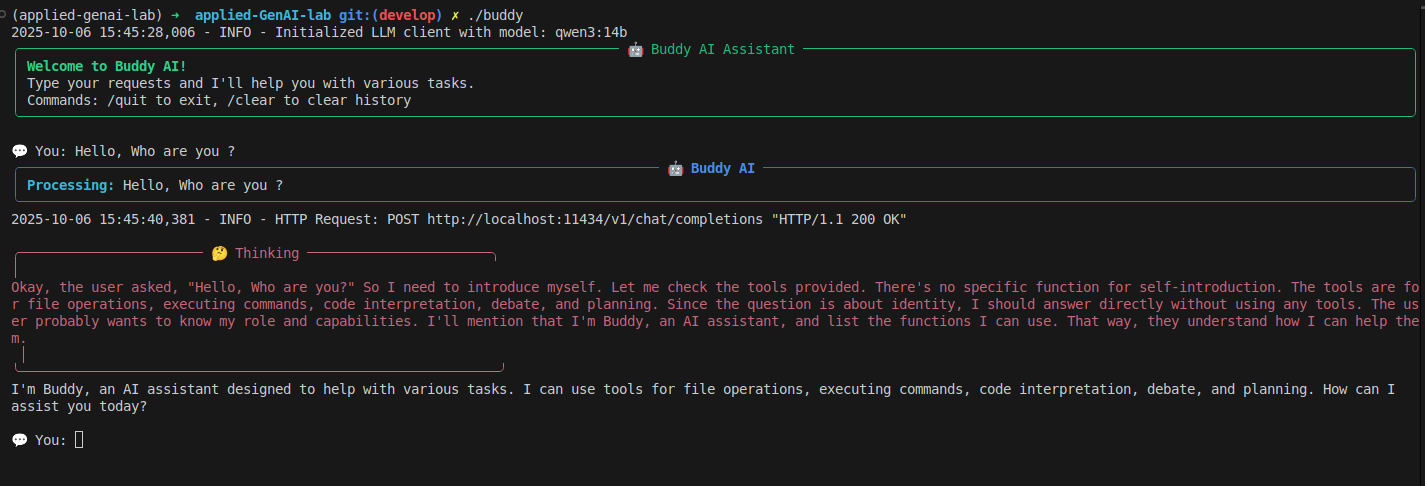 (applied-genai-lab) ➜  applied-GenAI-lab git:(develop) ✗ ./buddy
2025-10-06 15:45:28,006 - INFO - Initialized LLM client with model: qwen3:14b
🤖 Buddy AI Assistant
Welcome to Buddy AI!
Type your requests and I'll help you with various tasks.
Commands: /quit to exit, /clear to clear history
💬 You: Hello, Who are you ?
🤖 Buddy AI
Processing: Hello, Who are you ?
2025-10-06 15:45:40,381 - INFO - HTTP Request: POST http://localhost:11434/v1/chat/completions "HTTP/1.1 200 OK"
🤔 Thinking
Okay, the user asked, "Hello, Who are you?" So I need to introduce myself. Let me check the tools provided. There's no specific function for self-introduction. The tools are fo
r file operations, executing commands, code interpretation, debate, and planning. Since the question is about identity, I should answer directly without using any tools. The us
er probably wants to know my role and capabilities. I'll mention that I'm Buddy, an AI assistant, and list the functions I can use. That way, they understand how I can help the
m.
I'm Buddy, an AI assistant designed to help with various tasks. I can use tools for file operations, executing commands, code interpretation, debate, and planning. How can I
assist you today?
💬 You: